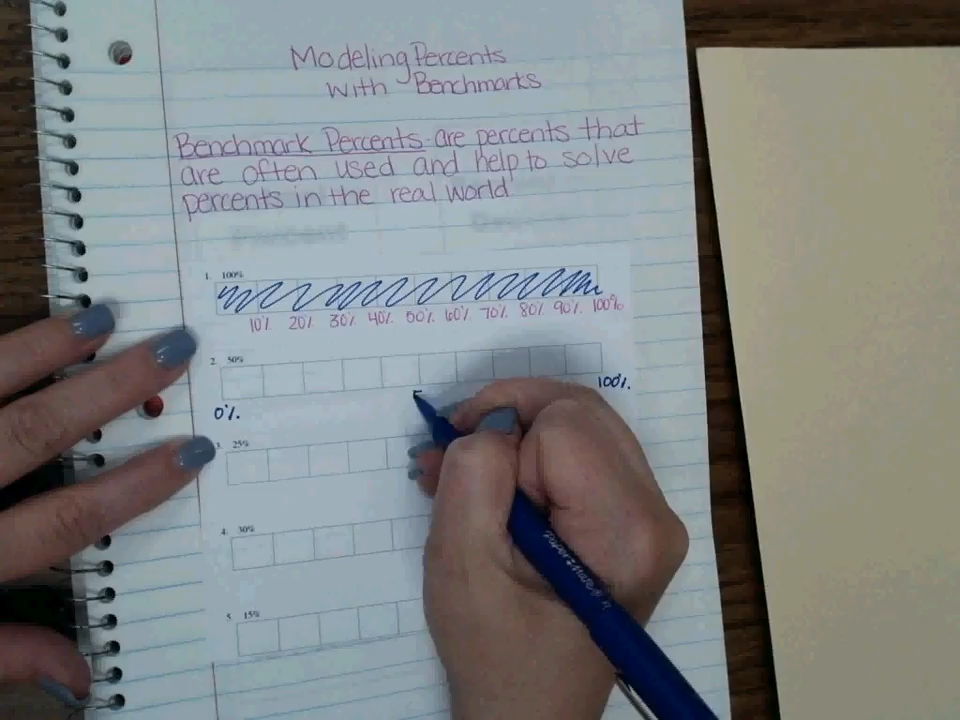 Modeling Percents
with Benchmarks
Benchmark Percents - are percents that
are often used and help to solve
percents in the real world
1. 100%
10% 20% 30% 40% 50% 60% 70% 80% 90% 100%
2. 50%
0% 100%
3. 25%
4. 30%
5. 15%
Paper Mate